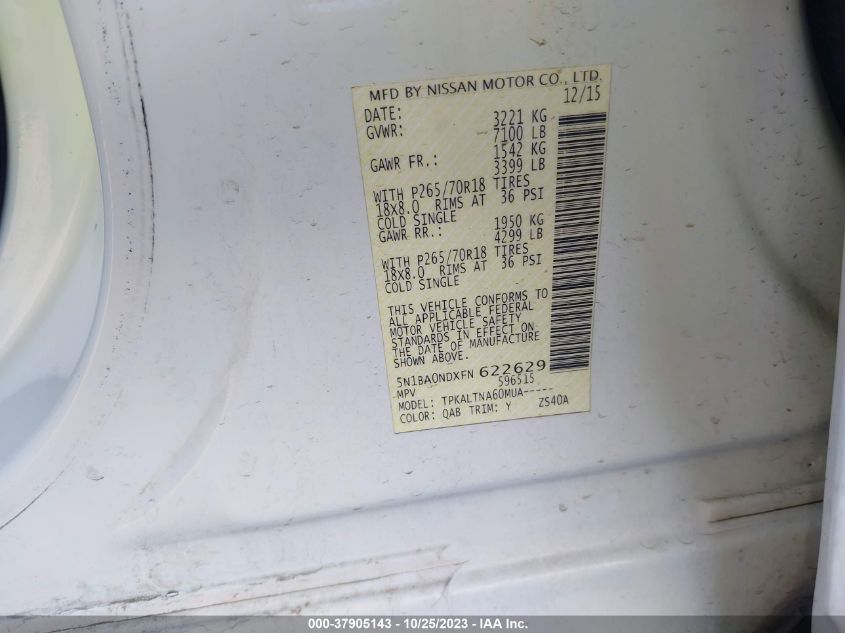 MFD BY NISSAN MOTOR CO., LTD.
DATE: 12/15
GVWR: 3221 KG
7100 LB
GAWR FR.: 1542 KG
3399 LB
WITH P265/70R18 TIRES
18x8.0 RIMS AT 36 PSI
COLD SINGLE
GAWR RR.: 1950 KG
4299 LB
WITH P265/70R18 TIRES
18x8.0 RIMS AT 36 PSI
COLD SINGLE
THIS VEHICLE CONFORMS TO
ALL APPLICABLE FEDERAL
MOTOR VEHICLE SAFETY
STANDARDS IN EFFECT ON
THE DATE OF MANUFACTURE
SHOWN ABOVE.
5N1BA0NDXFN 622629
MPV 596515
MODEL: TPKALTNA60MUA-----
COLOR: QAB TRIM: Y ZS40A
000-37905143 - 10/25/2023 - IAAI Inc.